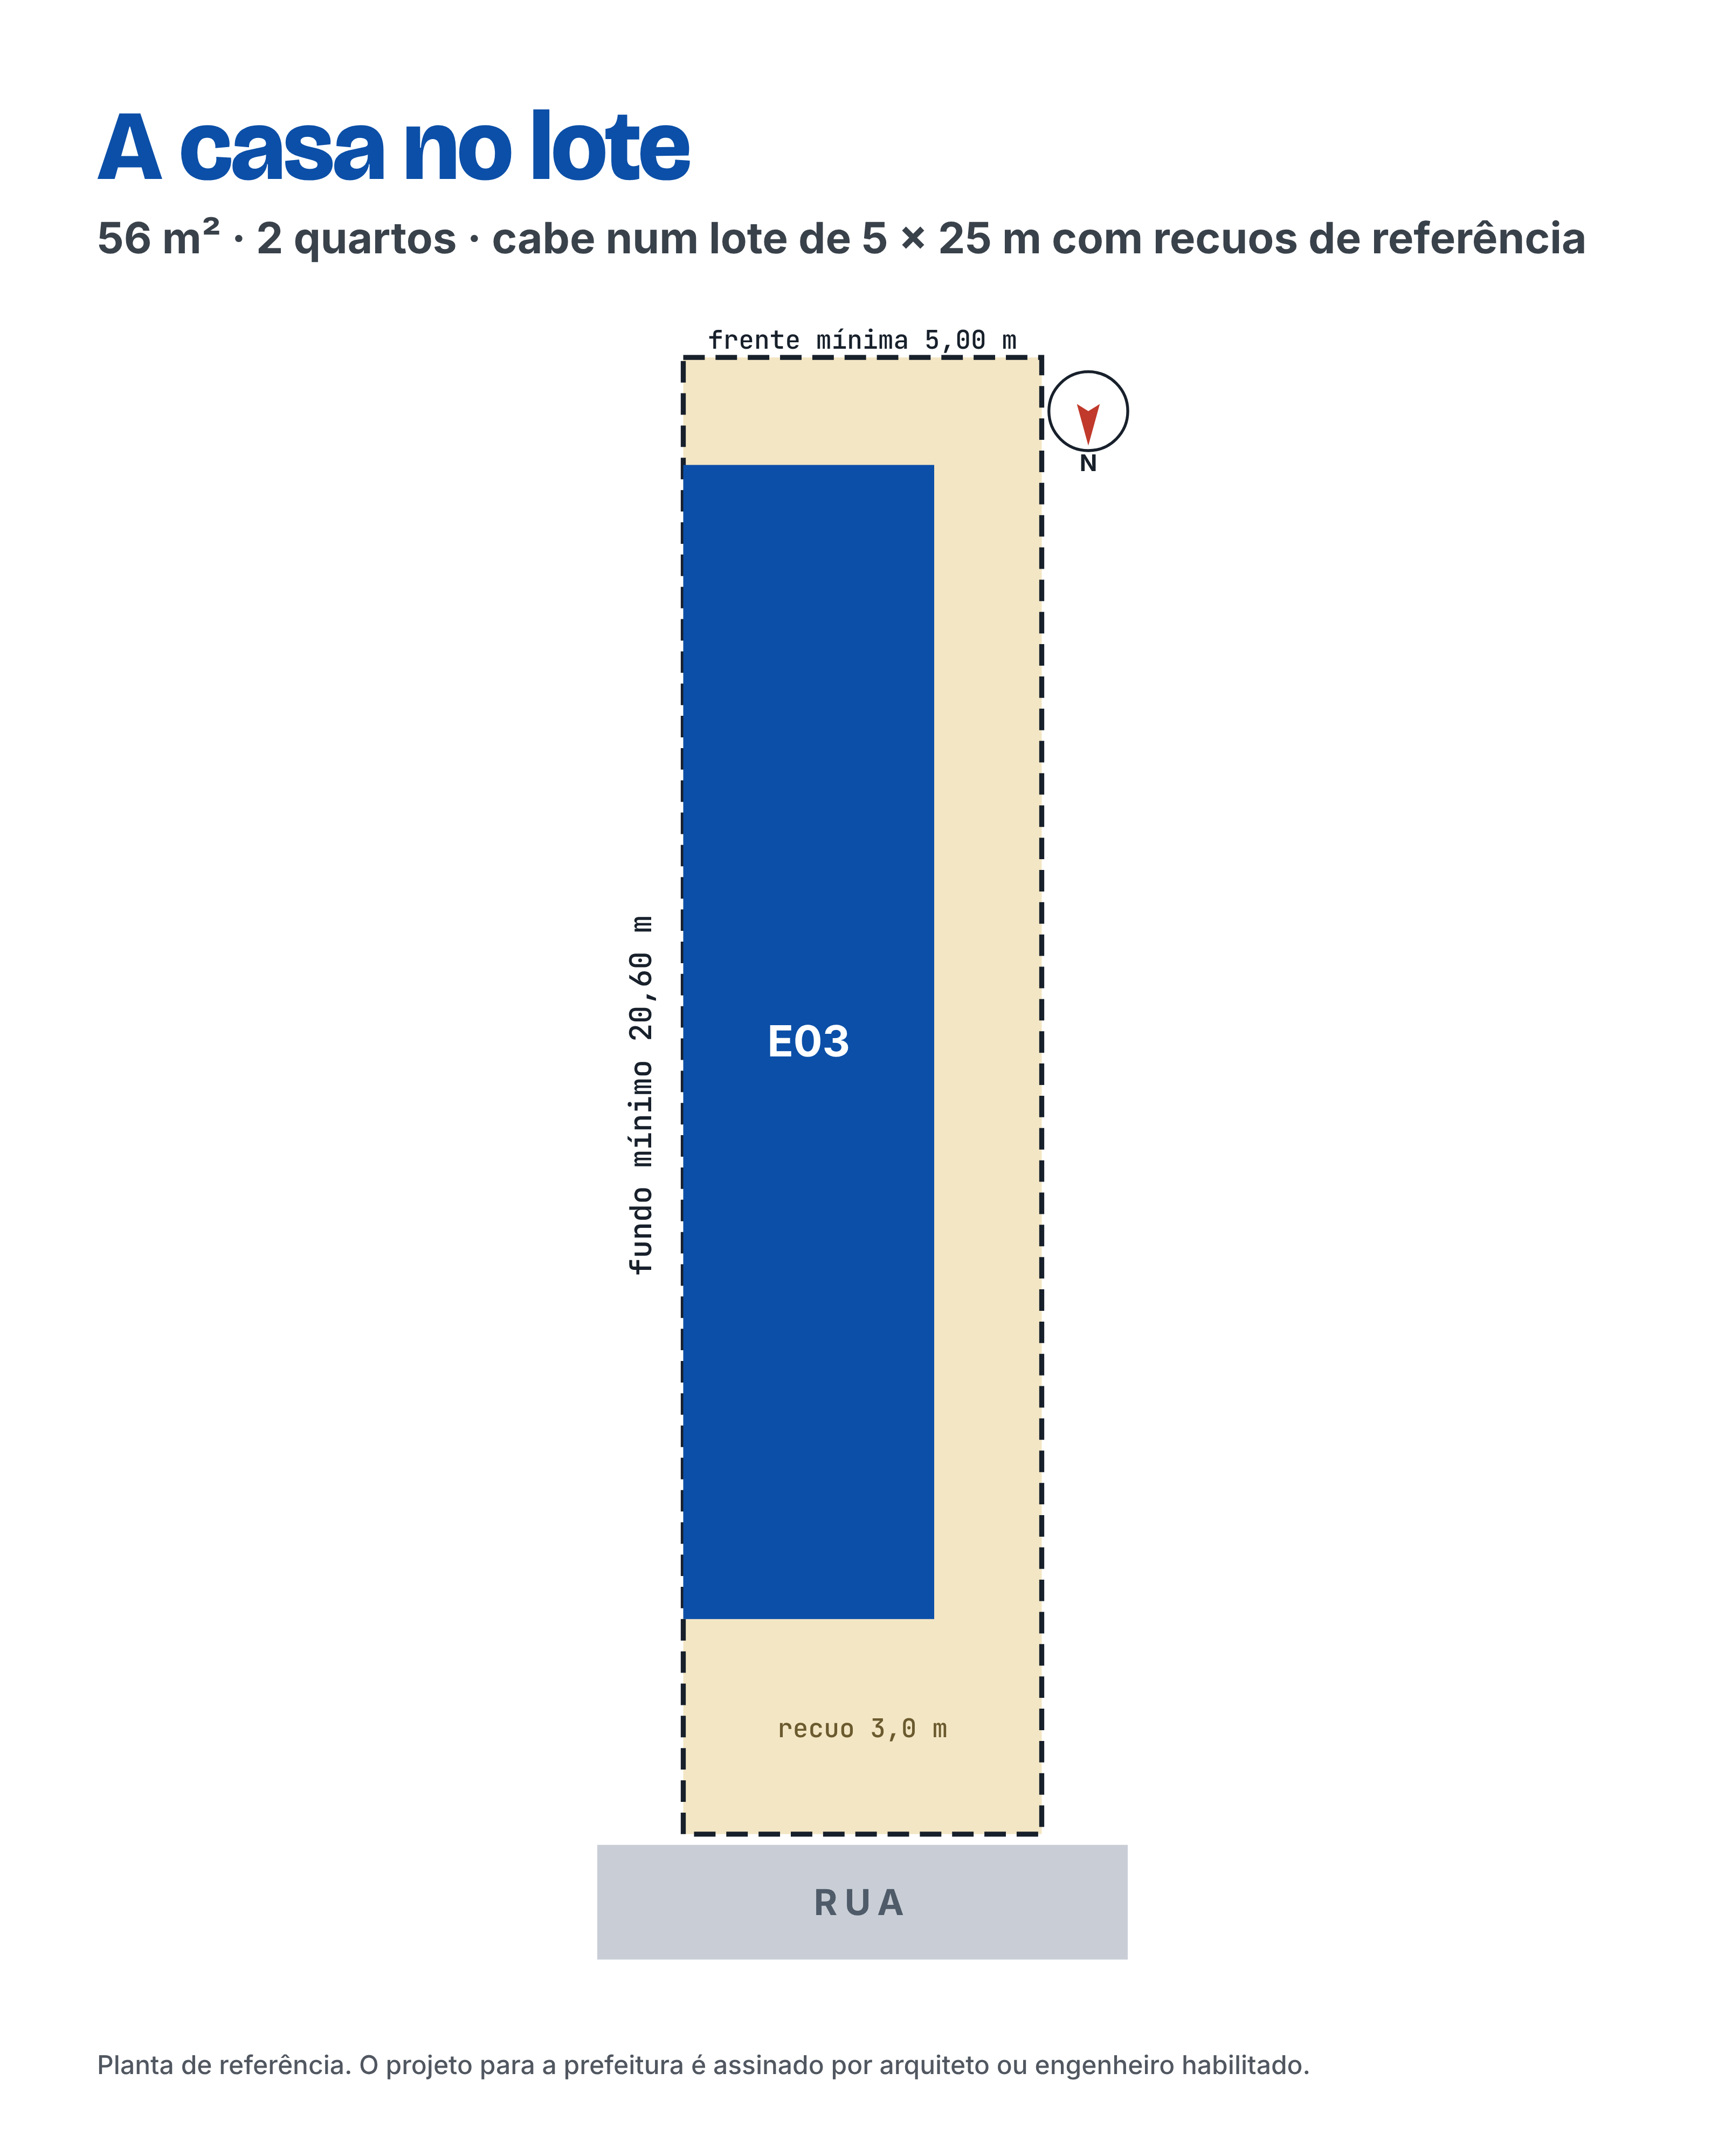 A casa no lote
56 m² · 2 quartos · cabe num lote de 5 × 25 m com recuos de referência
frente mínima 5,00 m
N
fundo mínimo 20,60 m
E03
recuo 3,0 m
RUA
Planta de referência. O projeto para a prefeitura é assinado por arquiteto ou engenheiro habilitado.